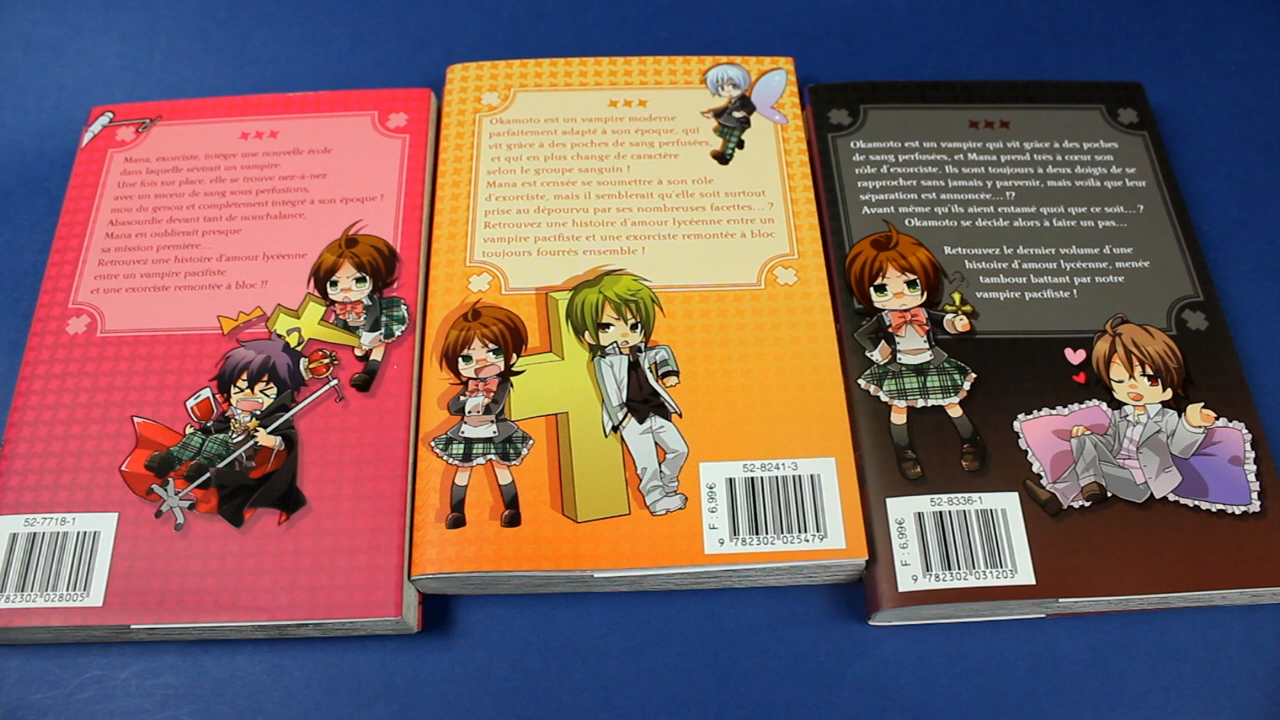 Mana, exorciste, intègre une nouvelle école
dans laquelle sévirait un vampire.
Une fois sur place, elle se trouve nez-à-nez
avec un suceur de sang sous perfusions,
mou du genou et complètement intégré à son époque !
Abasourdie devant tant de nonchalance,
Mana en oublierait presque
sa mission première...
Retrouvez une histoire d'amour lycéenne
entre un vampire pacifiste
et une exorciste remontée à bloc !!
52-7718-1
782302 028005
Okamoto est un vampire moderne
parfaitement adapté à son époque, qui
vit grâce à des poches de sang perfusées,
et qui en plus change de caractère
selon le groupe sanguin !
Mana est censée se soumettre à son rôle
d'exorciste, mais il semblerait qu'elle soit surtout
prise au dépourvu par ses nombreuses facettes... ?
Retrouvez une histoire d'amour lycéenne entre un
vampire pacifiste et une exorciste remontée à bloc
toujours fourrés ensemble !
52-8241-3
F : 6,99€
9 782302 025479
Okamoto est un vampire qui vit grâce à des poches
de sang perfusées, et Mana prend très à cœur son
rôle d'exorciste. Ils sont toujours à deux doigts de se
rapprocher sans jamais y parvenir, mais voilà que leur
séparation est annoncée... !?
Avant même qu'ils aient entamé quoi que ce soit... ?
Okamoto se décide alors à faire un pas...
Retrouvez le dernier volume d'une
histoire d'amour lycéenne, menée
tambour battant par notre
vampire pacifiste !
52-8336-1
F : 6,99€
9 782302 031203